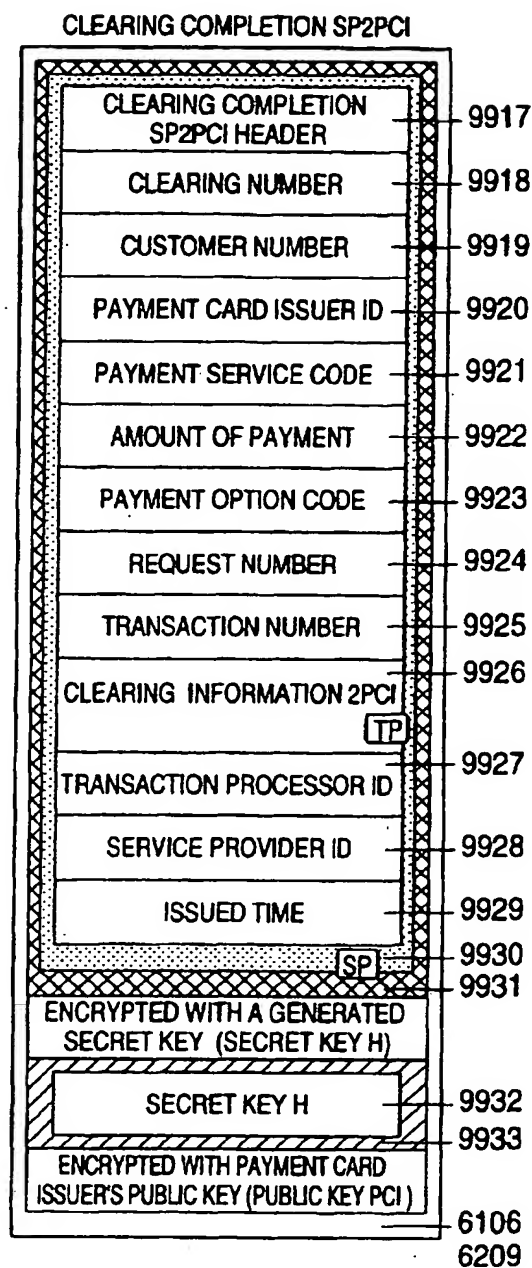 CLEARING COMPLETION SP2PCI
CLEARING COMPLETION
SP2PCI HEADER
9917
CLEARING NUMBER
9918
CUSTOMER NUMBER
9919
PAYMENT CARD ISSUER ID
9920
PAYMENT SERVICE CODE
9921
AMOUNT OF PAYMENT
9922
PAYMENT OPTION CODE
9923
REQUEST NUMBER
9924
TRANSACTION NUMBER
9925
9926
CLEARING INFORMATION 2PCI
TP
9927
TRANSACTION PROCESSOR ID
SERVICE PROVIDER ID
9928
ISSUED TIME
9929
SP
9930
9931
ENCRYPTED WITH A GENERATED
SECRET KEY (SECRET KEY H)
SECRET KEY H
9932
9933
ENCRYPTED WITH PAYMENT CARD
ISSUER'S PUBLIC KEY (PUBLIC KEY PCI)
6106
6209